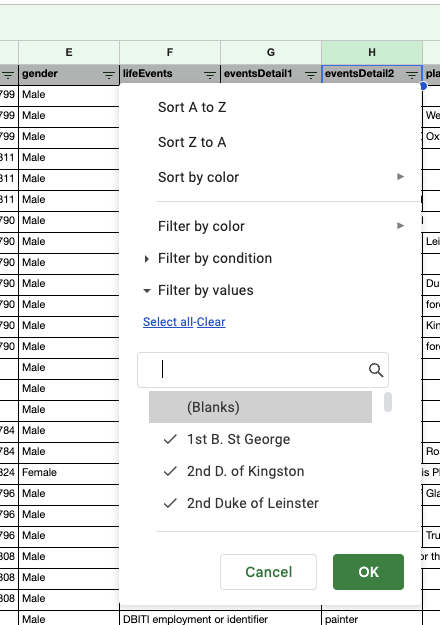 E F G H
gender lifeEvents eventsDetail1 eventsDetail2 pla
799 Male
799 Male We
799 Male Ox
811 Male
811 Male
811 Male
790 Male
790 Male Lei
790 Male
790 Male Du
790 Male for
790 Male Kin
790 Male for
Male
Male
Male
784 Male
784 Male Ro
824 Female is Pl
796 Male Gla
796 Male
796 Male Tru
808 Male or th
808 Male
808 Male
Male DBITI employment or identifier painter
Sort A to Z
Sort Z to A
Sort by color
Filter by color
Filter by condition
Filter by values
Select all-Clear
(Blanks)
1st B. St George
2nd D. of Kingston
2nd Duke of Leinster
Cancel OK